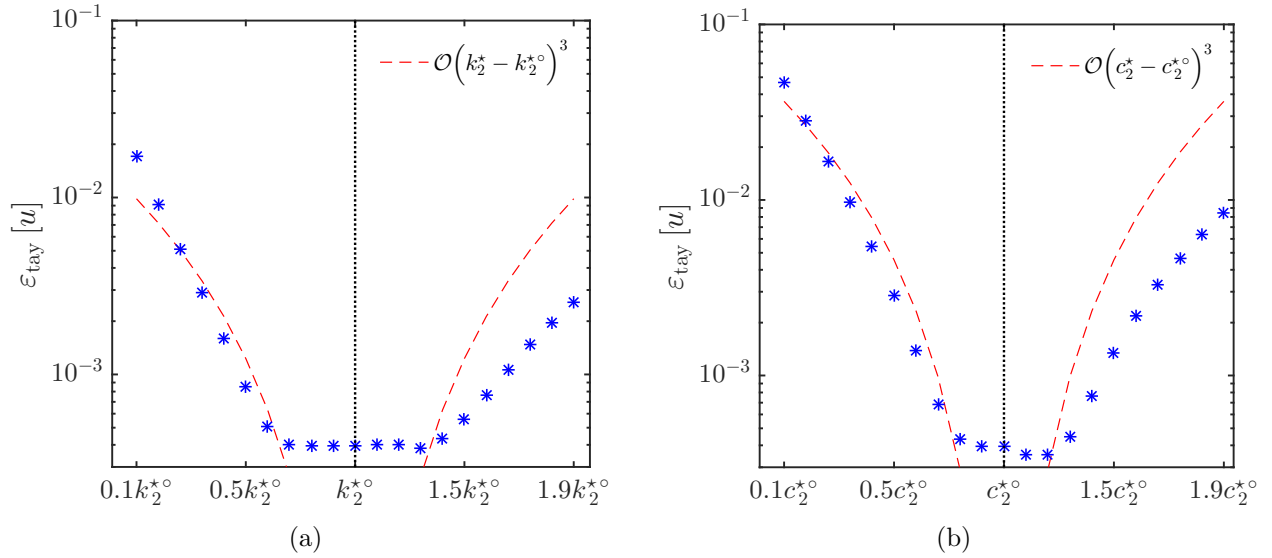 10⁻¹
10⁻²
10⁻³
ε_tay [u]
𝒪(k₂* − k₂*°)³
0.1k₂*° 0.5k₂*° k₂*° 1.5k₂*° 1.9k₂*°
(a)
10⁻¹
10⁻²
10⁻³
ε_tay [u]
𝒪(c₂* − c₂*°)³
0.1c₂*° 0.5c₂*° c₂*° 1.5c₂*° 1.9c₂*°
(b)